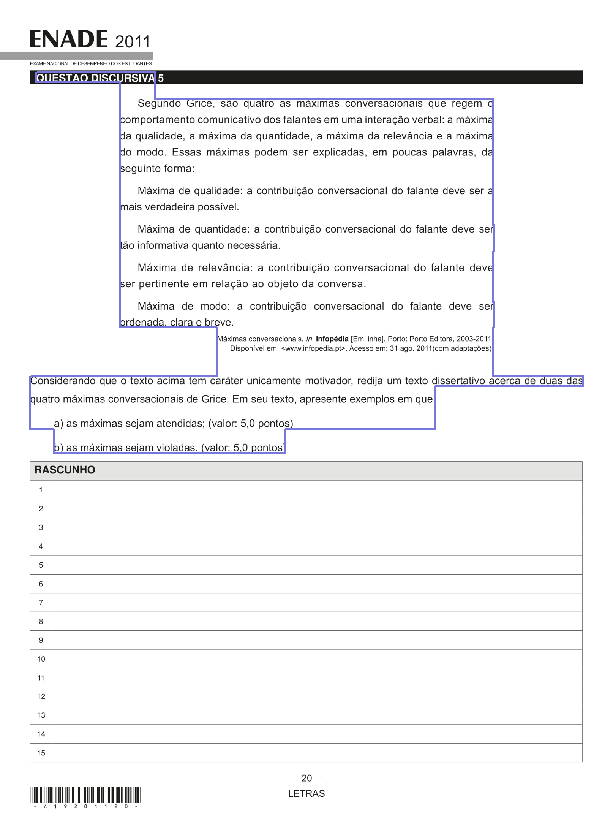 ENADE 2011
EXAME NACIONAL DE DESEMPENHO DOS ESTUDANTES
QUESTÃO DISCURSIVA 5
Segundo Grice, são quatro as máximas conversacionais que regem o
comportamento comunicativo dos falantes em uma interação verbal: a máxima
da qualidade, a máxima da quantidade, a máxima da relevância e a máxima
do modo. Essas máximas podem ser explicadas, em poucas palavras, da
seguinte forma:
Máxima de qualidade: a contribuição conversacional do falante deve ser a
mais verdadeira possível.
Máxima de quantidade: a contribuição conversacional do falante deve ser
tão informativa quanto necessária.
Máxima de relevância: a contribuição conversacional do falante deve
ser pertinente em relação ao objeto da conversa.
Máxima de modo: a contribuição conversacional do falante deve ser
ordenada, clara e breve.
Máximas conversacionais. in Infopédia [Em linha]. Porto: Porto Editora, 2003-2011.
Disponível em: <www.infopedia.pt>. Acesso em: 31 ago. 2011(com adaptações)
Considerando que o texto acima tem caráter unicamente motivador, redija um texto dissertativo acerca de duas das
quatro máximas conversacionais de Grice. Em seu texto, apresente exemplos em que
a) as máximas sejam atendidas; (valor: 5,0 pontos)
b) as máximas sejam violadas. (valor: 5,0 pontos)
RASCUNHO
1
2
3
4
5
6
7
8
9
10
11
12
13
14
15
20
LETRAS